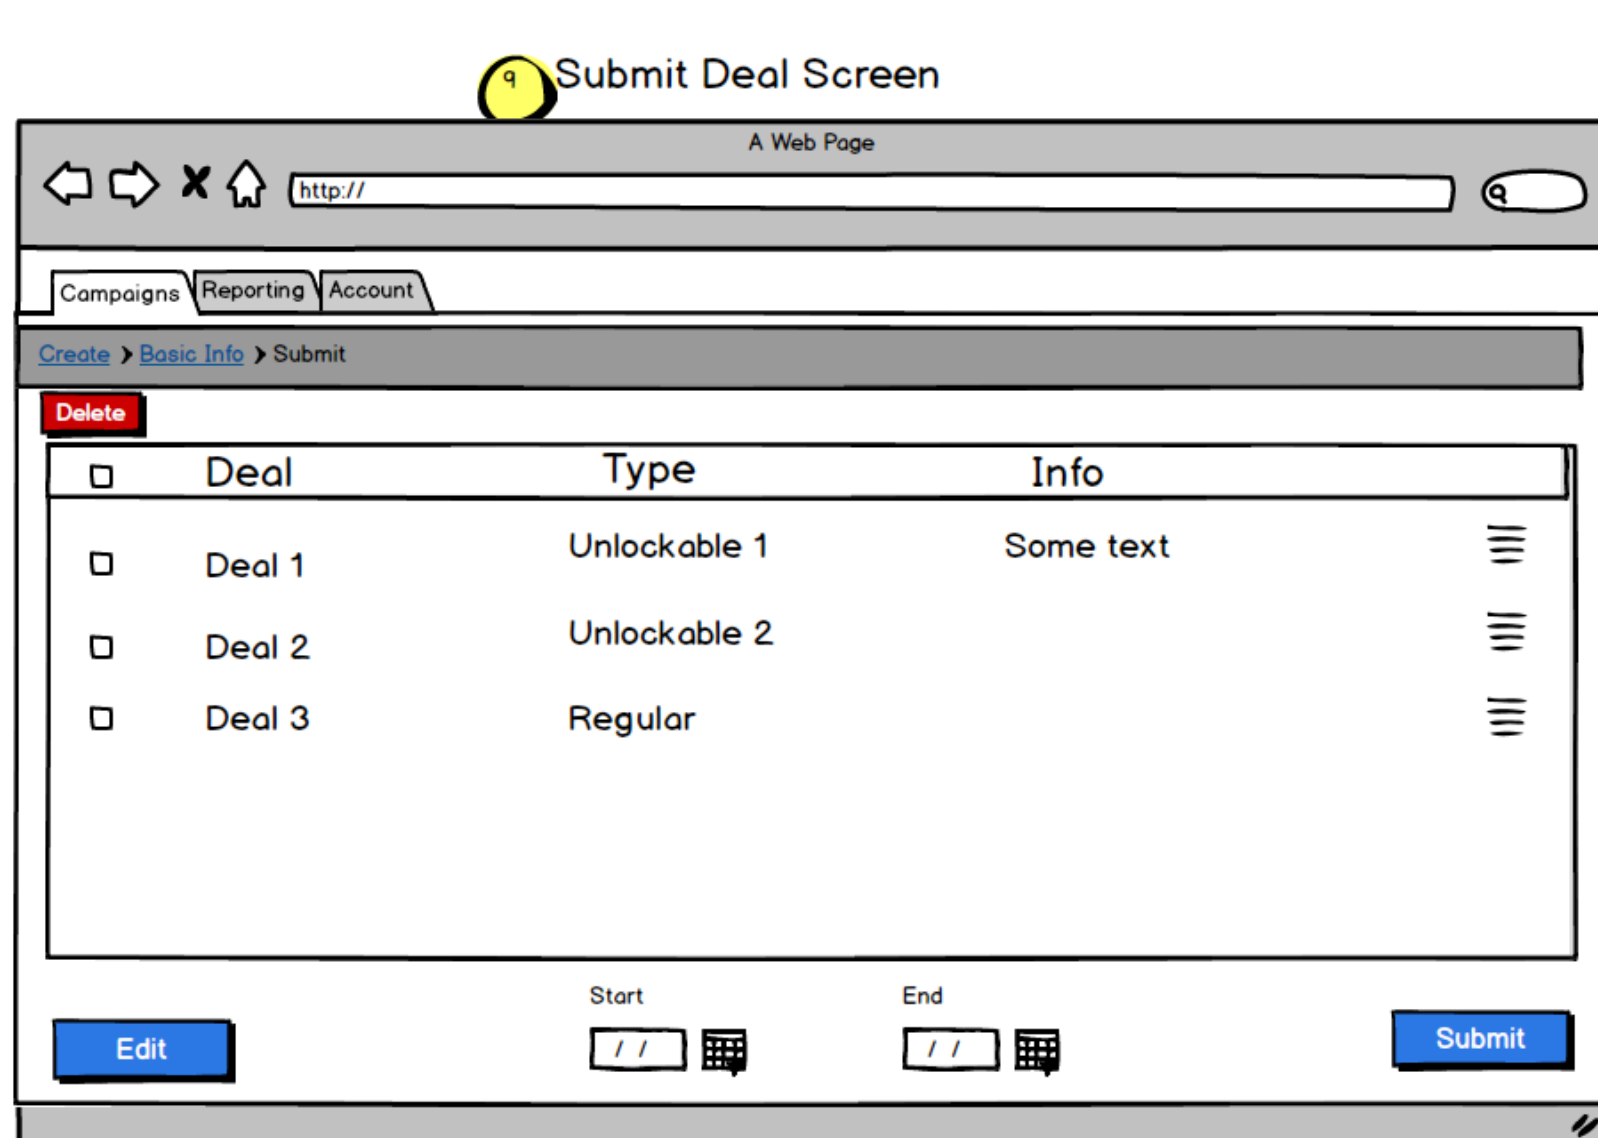 9
Submit Deal Screen
A Web Page
http://
Campaigns Reporting Account
Create Basic Info Submit
Delete
Deal Type Info
Deal 1 Unlockable 1 Some text
Deal 2 Unlockable 2
Deal 3 Regular
Start End
Edit / / / / Submit